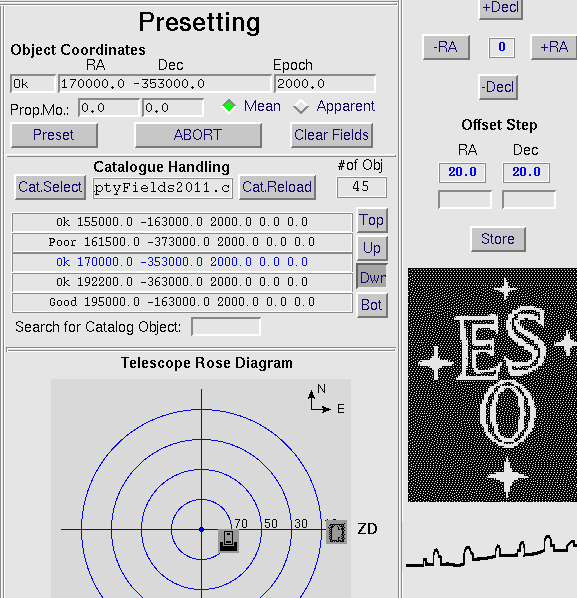 Presetting
Object Coordinates
RA Dec Epoch
Ok 170000.0 -353000.0 2000.0
Prop.Mo.: 0.0 0.0 Mean Apparent
Preset ABORT Clear Fields
Catalogue Handling #of Obj
Cat.Select ptyFields2011.c Cat.Reload 45
Ok 155000.0 -163000.0 2000.0 0.0 0.0 Top
Poor 161500.0 -373000.0 2000.0 0.0 0.0 Up
Ok 170000.0 -353000.0 2000.0 0.0 0.0 Dwn
Ok 192200.0 -363000.0 2000.0 0.0 0.0
Good 195000.0 -163000.0 2000.0 0.0 0.0 Bot
Search for Catalog Object:
Telescope Rose Diagram
N
E
70 50 30 ZD
+Decl
-RA 0 +RA
-Decl
Offset Step
RA Dec
20.0 20.0
Store
ESO